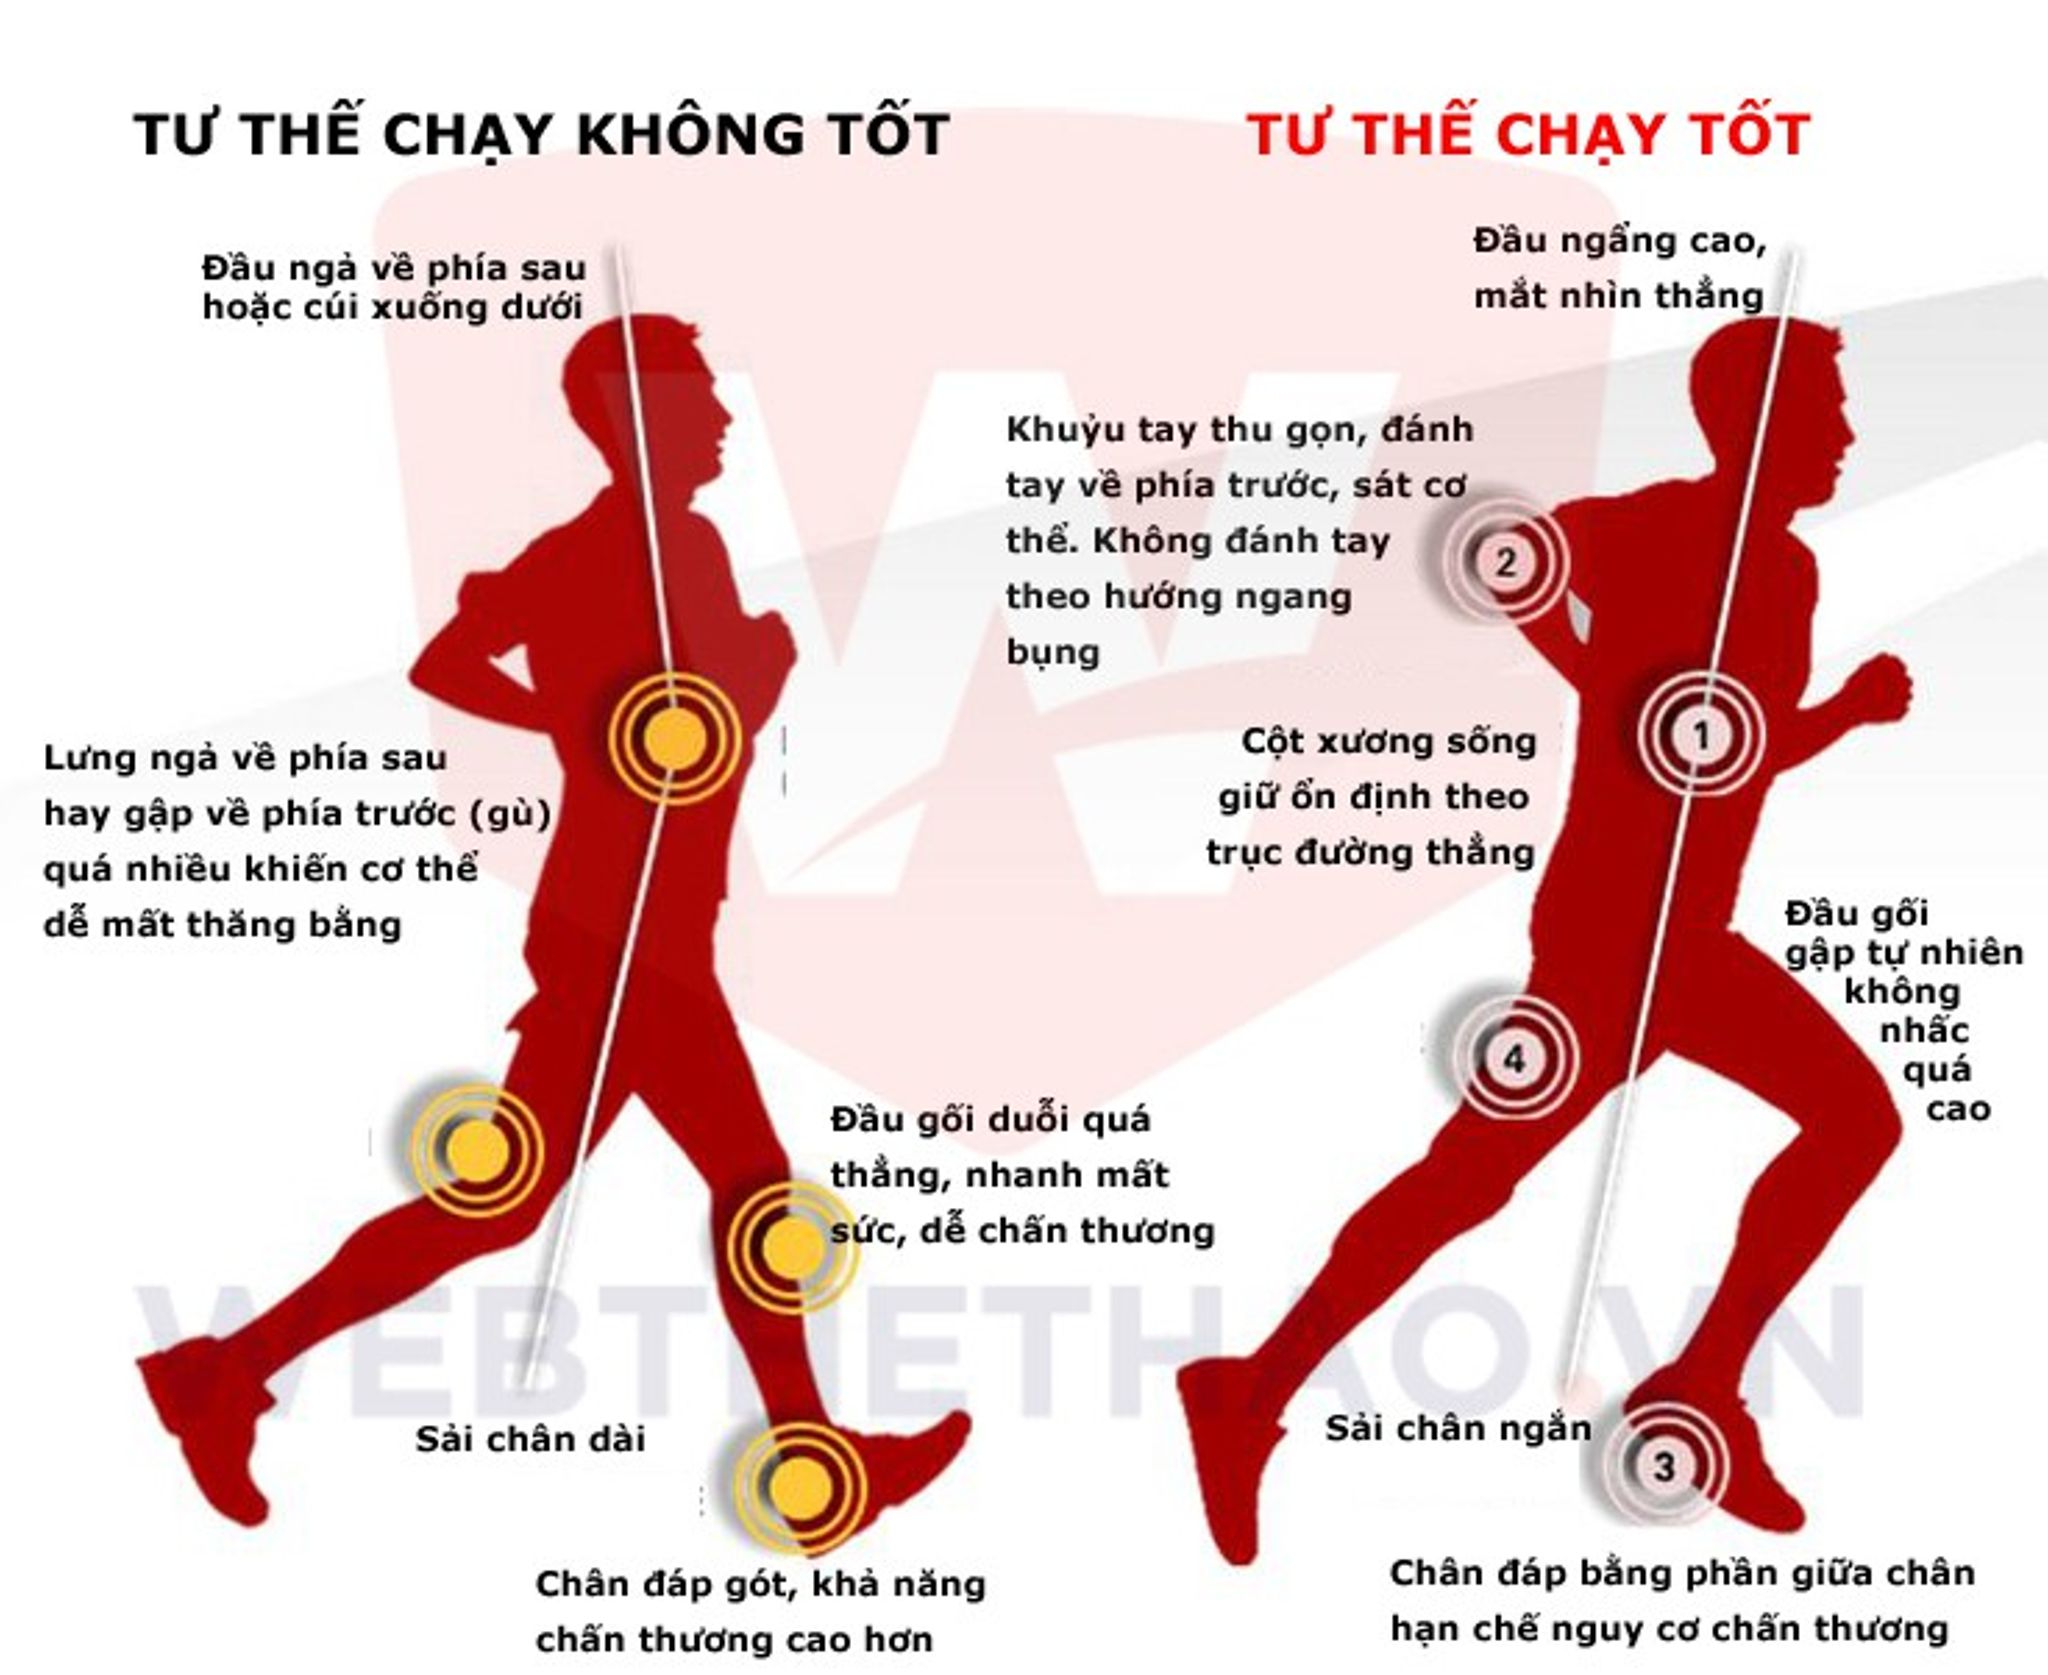 TƯ THẾ CHẠY KHÔNG TỐT
Đầu ngả về phía sau
hoặc cúi xuống dưới
Lưng ngả về phía sau
hay gập về phía trước (gù)
quá nhiều khiến cơ thể
dễ mất thăng bằng
Đầu gối duỗi quá
thẳng, nhanh mất
sức, dễ chấn thương
Sải chân dài
Chân đáp gót, khả năng
chấn thương cao hơn
TƯ THẾ CHẠY TỐT
Đầu ngẩng cao,
mắt nhìn thẳng
Khuỷu tay thu gọn, đánh
tay về phía trước, sát cơ
thể. Không đánh tay
theo hướng ngang
bụng
2
Cột xương sống
giữ ổn định theo
trục đường thẳng
1
Đầu gối
gập tự nhiên
không
nhấc
quá
cao
4
Sải chân ngắn
3
Chân đáp bằng phần giữa chân
hạn chế nguy cơ chấn thương
WEBTHETHAO.VN